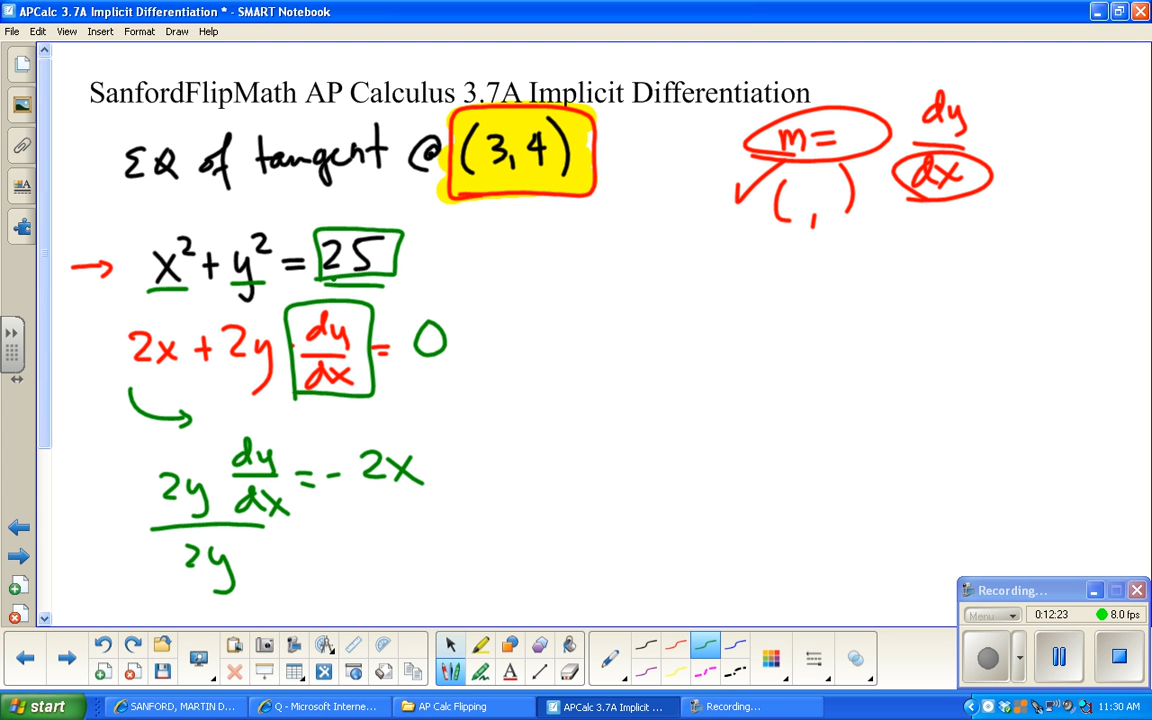 APCalc 3.7A Implicit Differentiation * - SMART Notebook
File Edit View Insert Format Draw Help
SanfordFlipMath AP Calculus 3.7A Implicit Differentiation
EQ of tangent @ (3, 4)
m =
( , )
dy
dx
x² + y² = 25
2x + 2y · dy/dx = 0
2y dy/dx = - 2x
2y
Recording...
Menu 0:12:23 8.0 fps
start SANFORD, MARTIN D... Q - Microsoft Interne... AP Calc Flipping APCalc 3.7A Implicit ... Recording... 11:30 AM